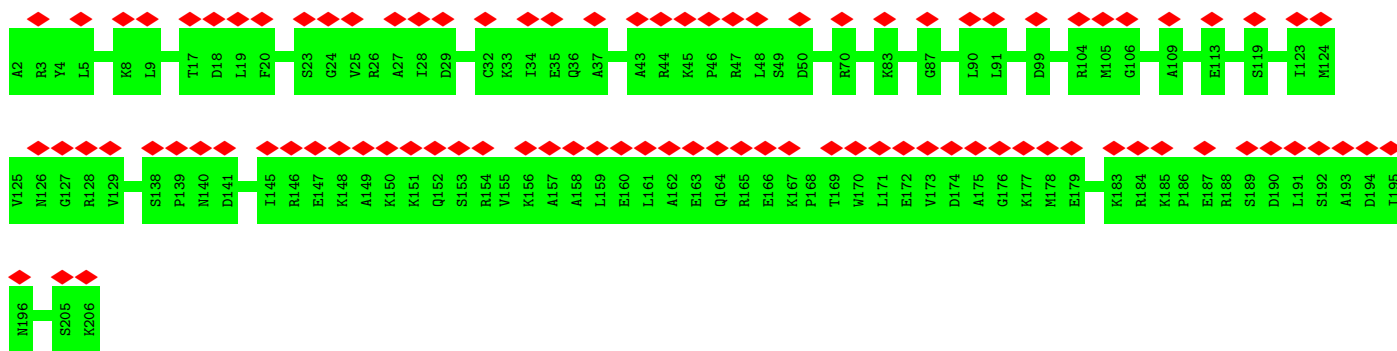 A2 R3 Y4 L5 K8 L9 T17 D18 L19 F20 S23 G24 V25 R26 A27 I28 D29 C32 K33 I34 E35 Q36 A37 A43 R44 K45 P46 R47 L48 S49 D50 R70 K83 G87 L90 L91 D99 R104 M105 G106 A109 E113 S119 I123 M124
V125 N126 G127 R128 V129 S138 P139 N140 D141 I145 R146 E147 K148 A149 K150 K151 Q152 S153 R154 V155 K156 A157 A158 L159 E160 L161 A162 E163 Q164 R165 E166 K167 P168 T169 W170 L171 E172 V173 D174 A175 G176 K177 M178 E179 K183 R184 K185 P186 E187 R188 S189 D190 L191 S192 A193 D194 I195
N196 S205 K206